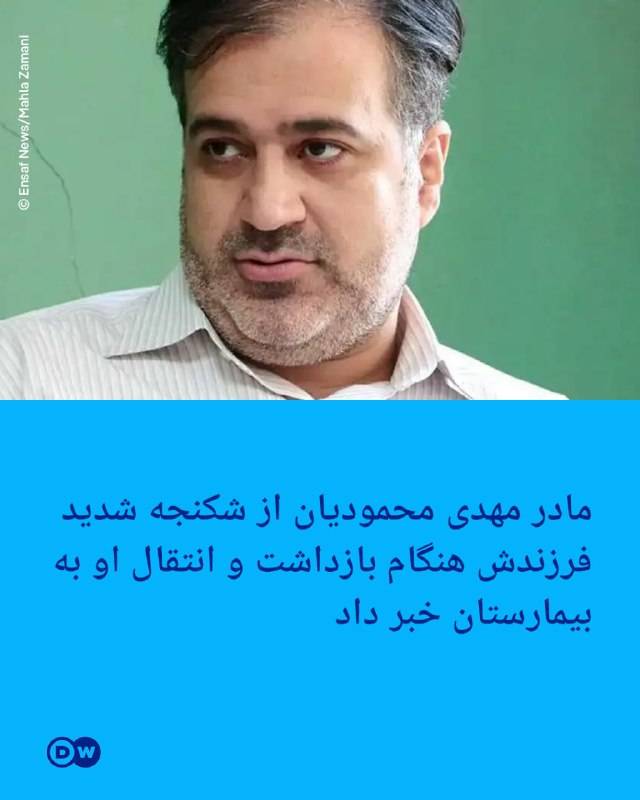 © Ensaf News/Mahla Zamani
مادر مهدی محمودیان از شکنجه شدید
فرزندش هنگام بازداشت و انتقال او به
بیمارستان خبر داد
DW